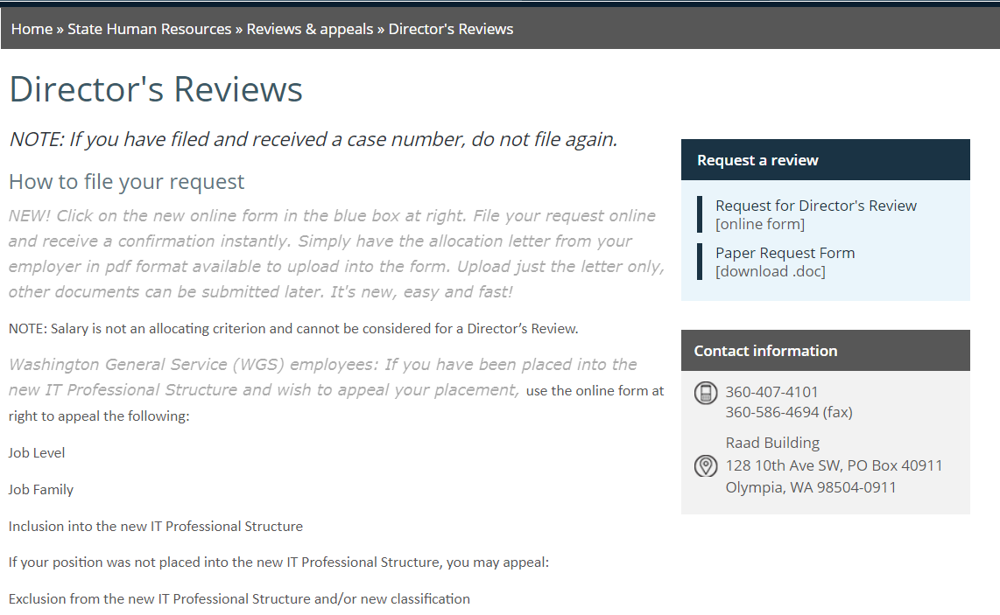 Home » State Human Resources » Reviews & appeals » Director's Reviews
Director's Reviews
NOTE: If you have filed and received a case number, do not file again.
How to file your request
NEW! Click on the new online form in the blue box at right. File your request online
and receive a confirmation instantly. Simply have the allocation letter from your
employer in pdf format available to upload into the form. Upload just the letter only,
other documents can be submitted later. It's new, easy and fast!
NOTE: Salary is not an allocating criterion and cannot be considered for a Director’s Review.
Washington General Service (WGS) employees: If you have been placed into the
new IT Professional Structure and wish to appeal your placement, use the online form at
right to appeal the following:
Job Level
Job Family
Inclusion into the new IT Professional Structure
If your position was not placed into the new IT Professional Structure, you may appeal:
Exclusion from the new IT Professional Structure and/or new classification
Request a review
Request for Director's Review
[online form]
Paper Request Form
[download .doc]
Contact information
360-407-4101
360-586-4694 (fax)
Raad Building
128 10th Ave SW, PO Box 40911
Olympia, WA 98504-0911